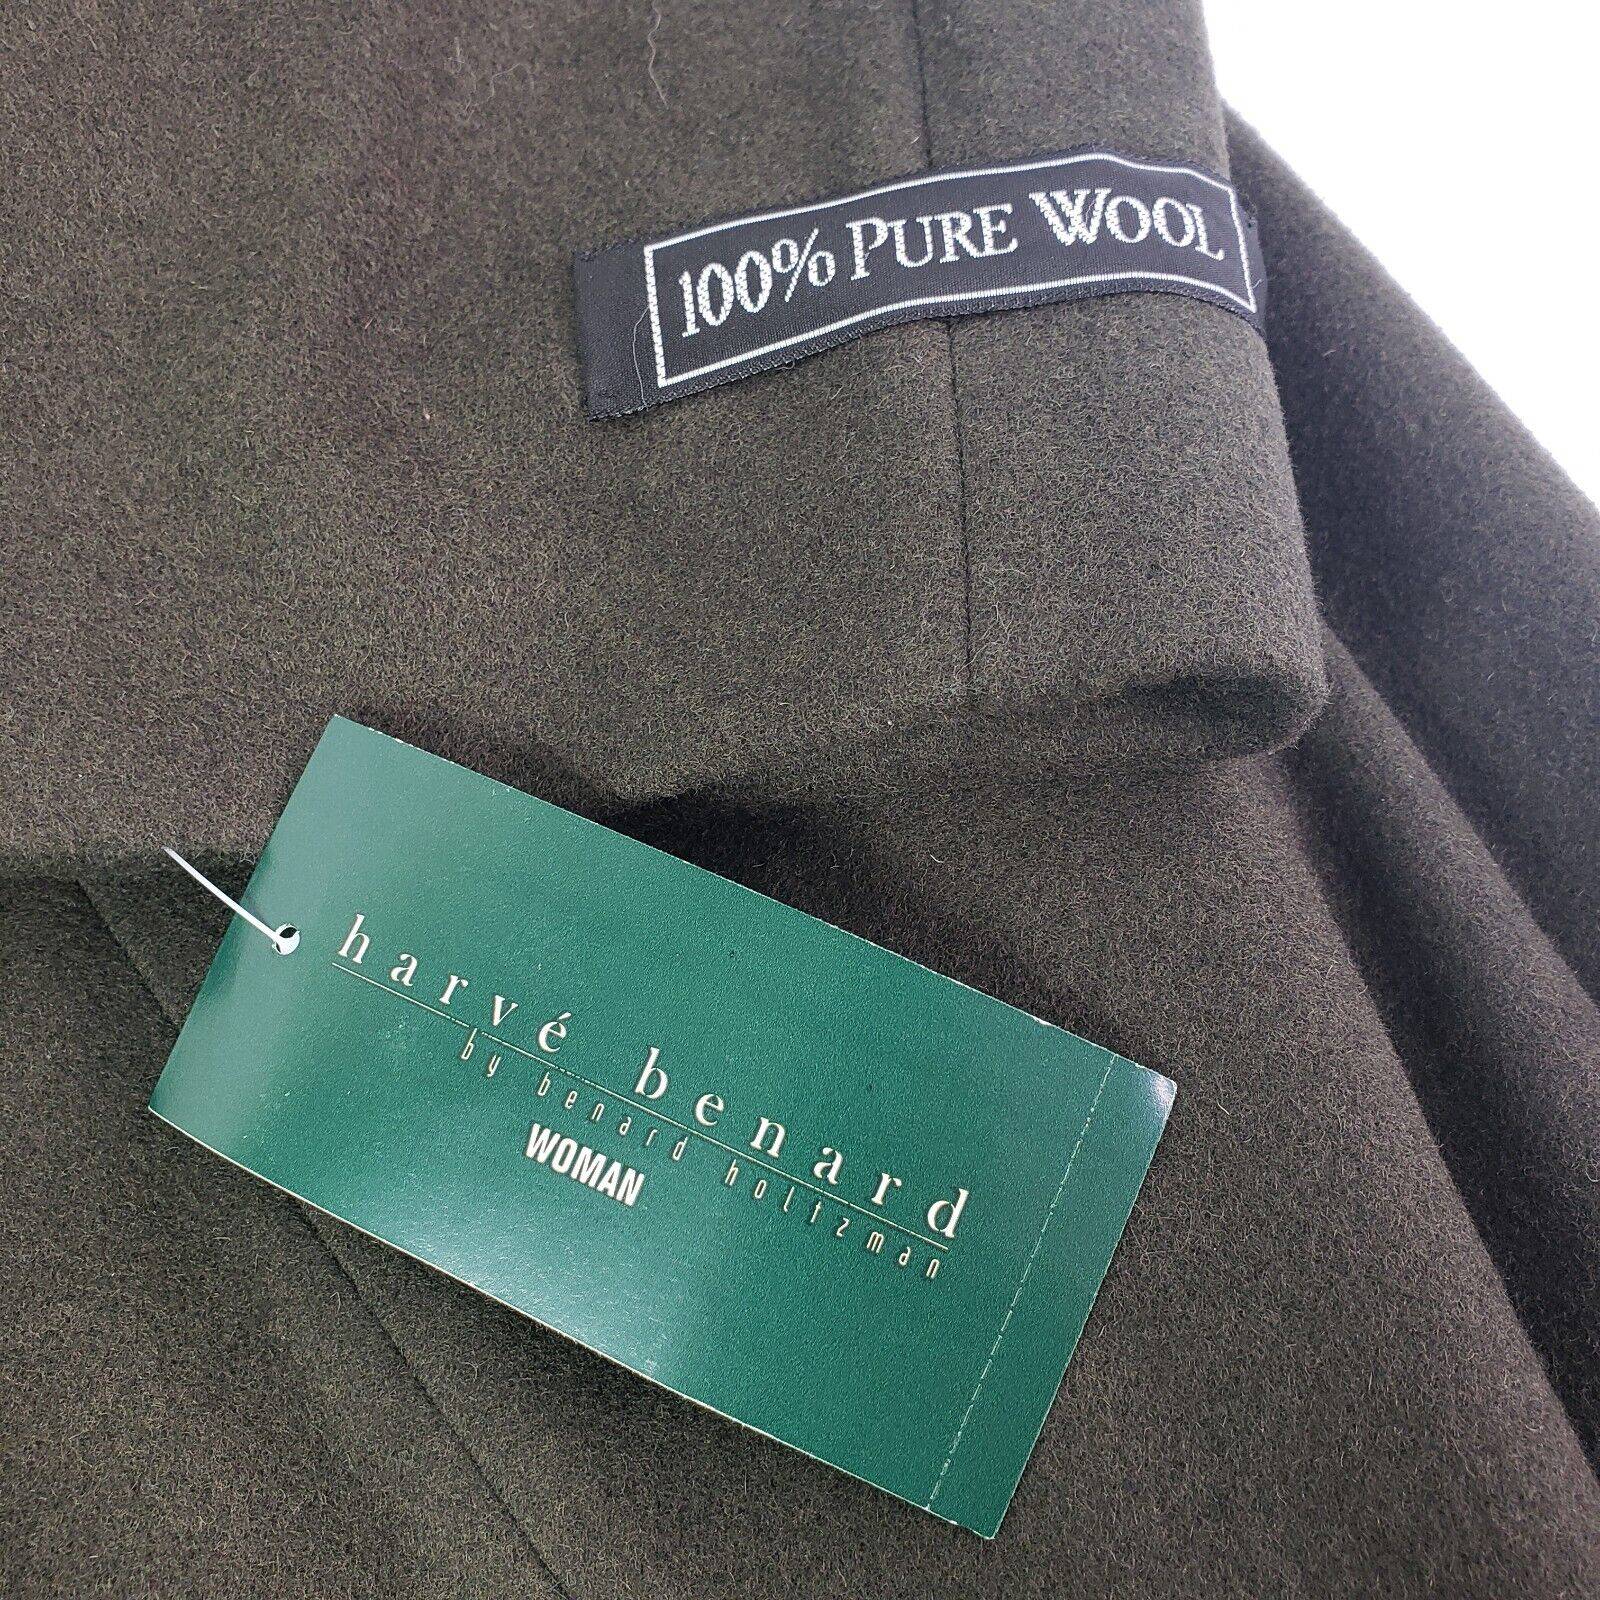 100% PURE WOOL
harvé benard
by benard holtzman
WOMAN